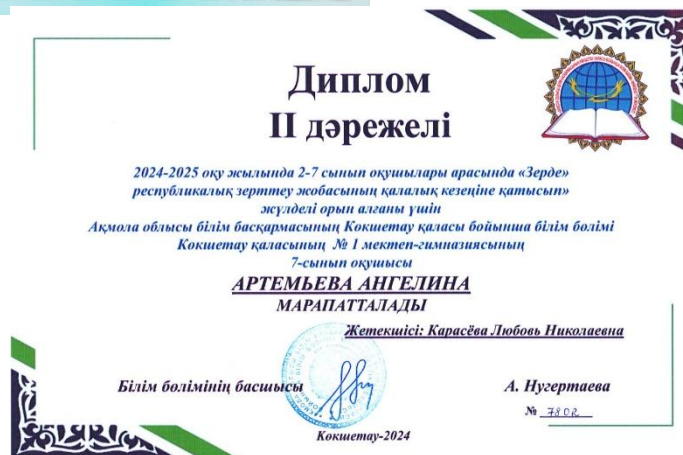 Диплом
II дәрежелі
2024-2025 оқу жылында 2-7 сынып оқушылары арасында «Зерде»
республикалық зерттеу жобасының қалалық кезеңіне қатысып»
жүлделі орын алғаны үшін
Ақмола облысы білім басқармасының Көкшетау қаласы бойынша білім бөлімі
Көкшетау қаласының № 1 мектеп-гимназиясының
7-сынып оқушысы
АРТЕМЬЕВА АНГЕЛИНА
МАРАПАТТАЛАДЫ
Жетекшісі: Карасёва Любовь Николаевна
Білім бөлімінің басшысы А. Нугертаева
№ 780R
Көкшетау-2024